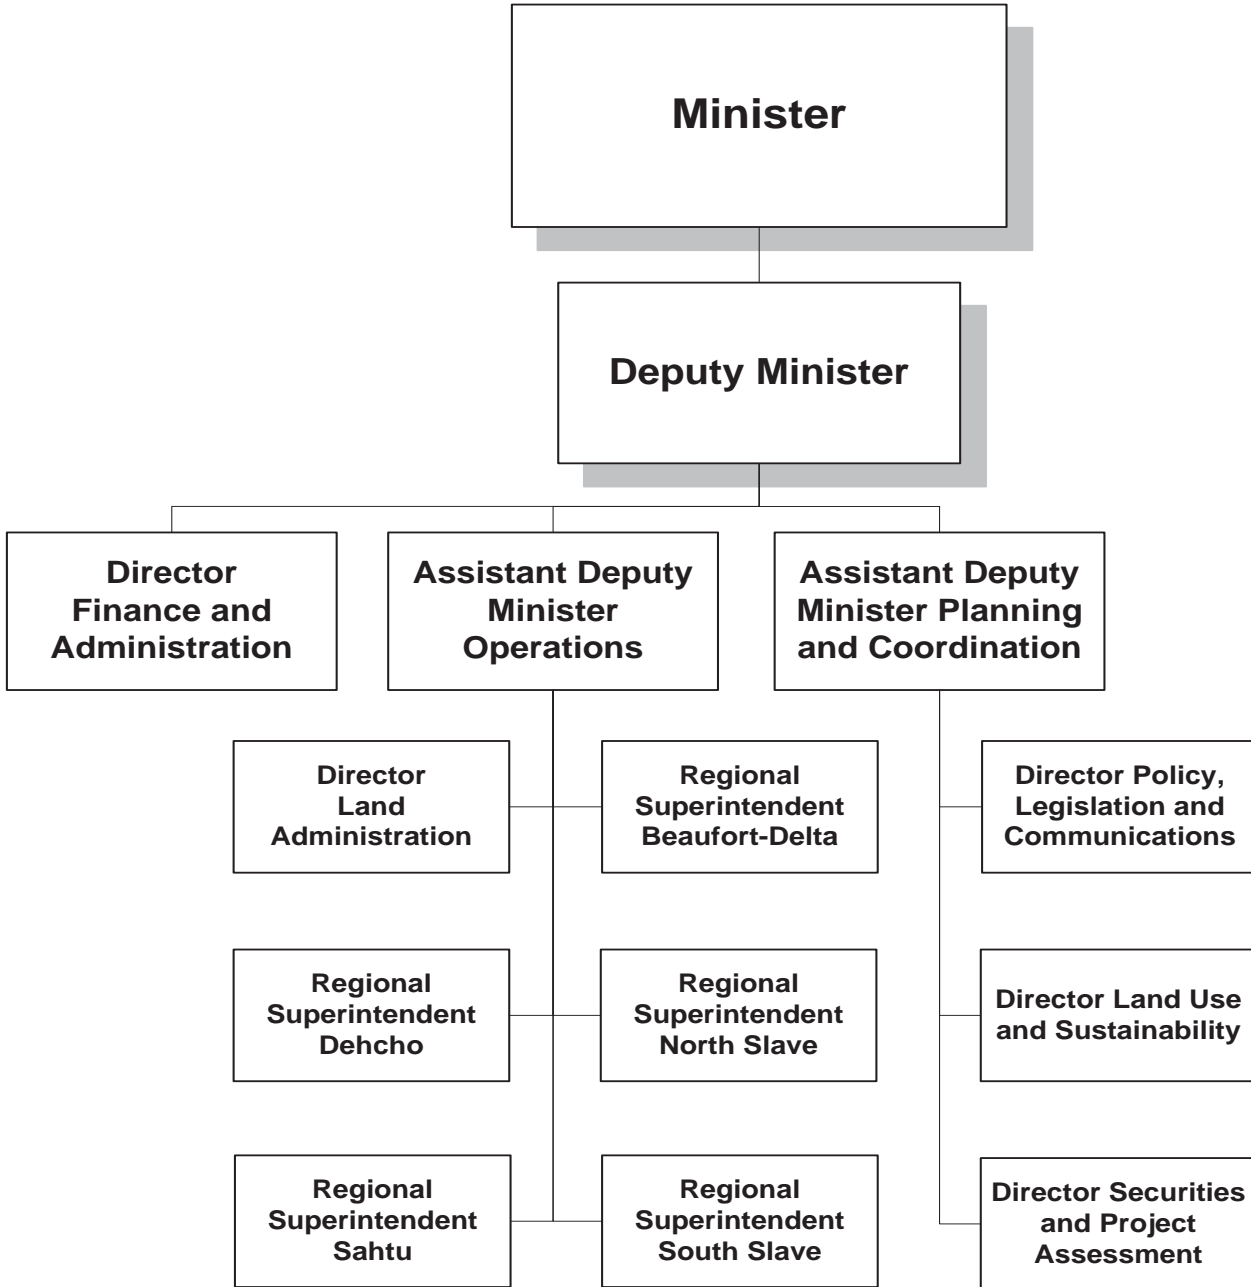 Minister
Deputy Minister
Director
Finance and
Administration
Assistant Deputy
Minister
Operations
Assistant Deputy
Minister Planning
and Coordination
Director
Land
Administration
Regional
Superintendent
Beaufort-Delta
Director Policy,
Legislation and
Communications
Regional
Superintendent
Dehcho
Regional
Superintendent
North Slave
Director Land Use
and Sustainability
Regional
Superintendent
Sahtu
Regional
Superintendent
South Slave
Director Securities
and Project
Assessment